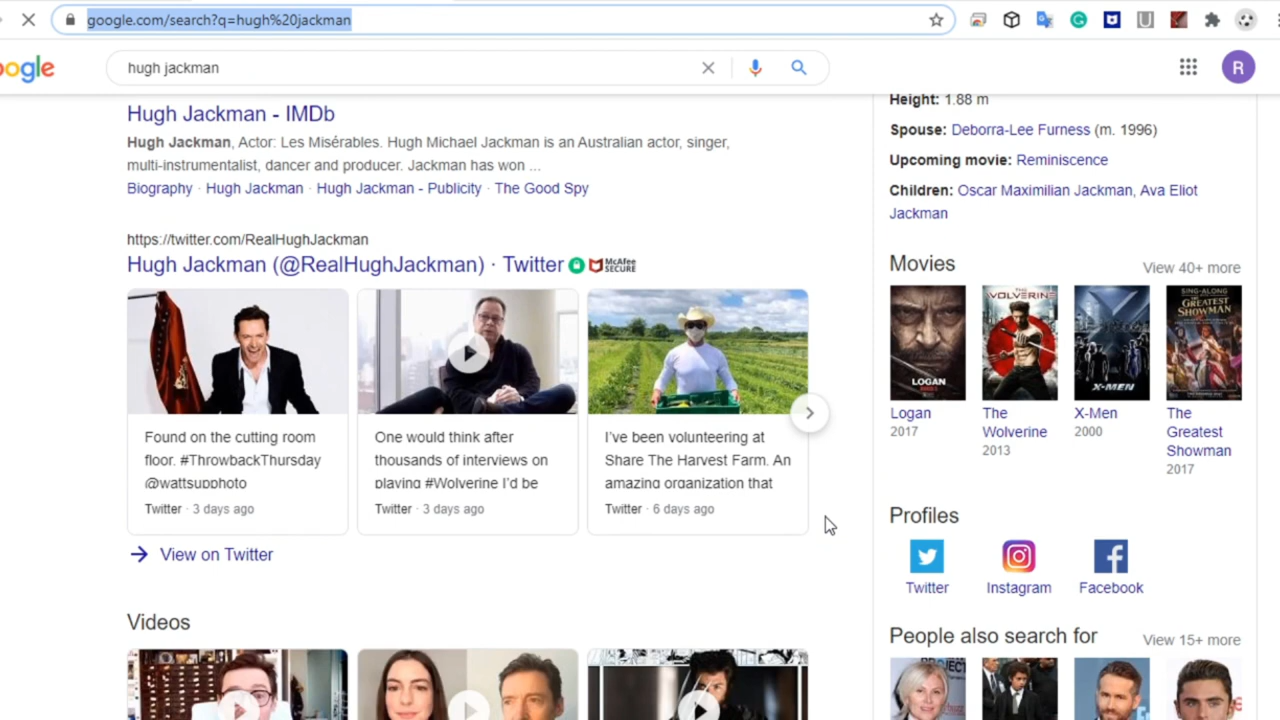 google.com/search?q=hugh%20jackman
ogle
hugh jackman
R
Hugh Jackman - IMDb
Hugh Jackman, Actor: Les Misérables. Hugh Michael Jackman is an Australian actor, singer,
multi-instrumentalist, dancer and producer. Jackman has won ...
Biography · Hugh Jackman · Hugh Jackman - Publicity · The Good Spy
https://twitter.com/RealHughJackman
Hugh Jackman (@RealHughJackman) · Twitter McAfee SECURE
Found on the cutting room
floor. #ThrowbackThursday
@wattsupphoto
Twitter · 3 days ago
One would think after
thousands of interviews on
playing #Wolverine I'd be
Twitter · 3 days ago
I've been volunteering at
Share The Harvest Farm. An
amazing organization that
Twitter · 6 days ago
View on Twitter
Videos
Height: 1.88 m
Spouse: Deborra-Lee Furness (m. 1996)
Upcoming movie: Reminiscence
Children: Oscar Maximilian Jackman, Ava Eliot
Jackman
Movies
View 40+ more
LOGAN
THE
WOLVERINE
X-MEN
SING-ALONG
THE
GREATEST
SHOWMAN
Logan
2017
The
Wolverine
2013
X-Men
2000
The
Greatest
Showman
2017
Profiles
Twitter
Instagram
Facebook
People also search for
View 15+ more